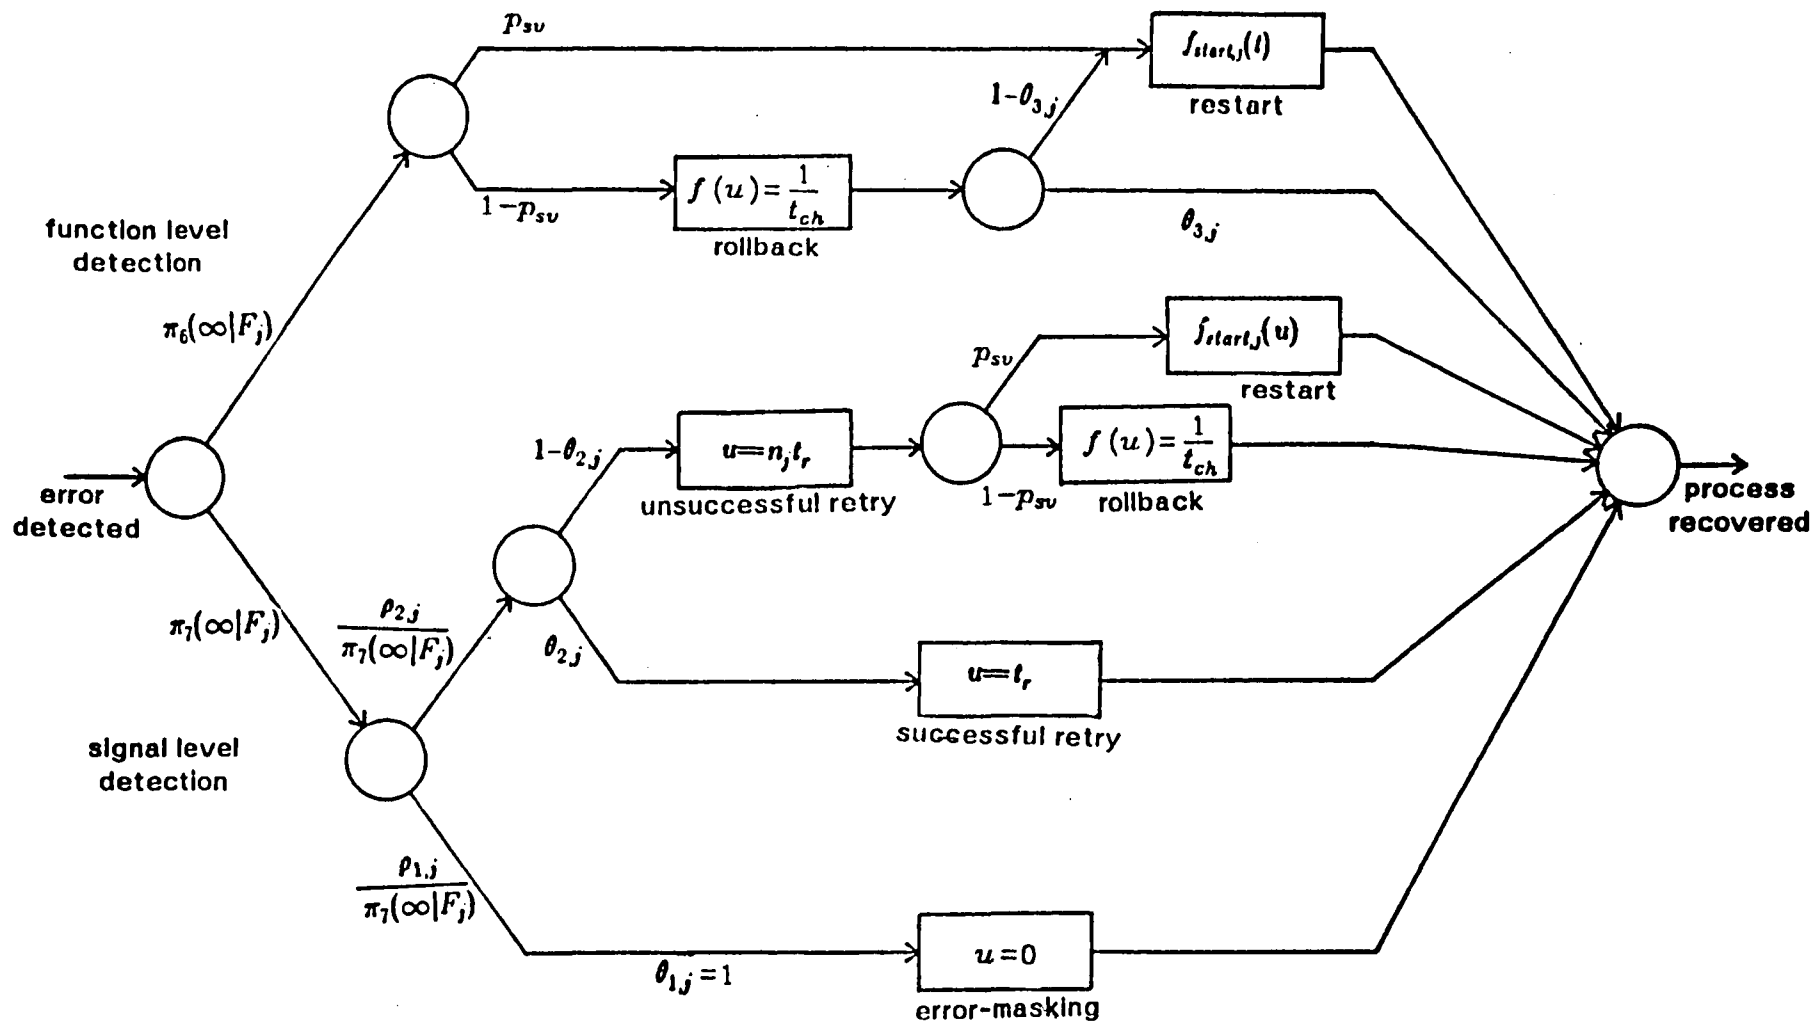 p_sv
f_start,j(t)
restart
1-θ_3,j
1-p_sv
f(u)=1/t_ch
rollback
θ_3,j
function level
detection
π_6(∞|F_j)
f_start,j(u)
restart
p_sv
1-θ_2,j
u=n_j t_r
unsuccessful retry
1-p_sv
f(u)=1/t_ch
rollback
error
detected
process
recovered
π_7(∞|F_j)
ρ_2,j/π_7(∞|F_j)
θ_2,j
u=t_r
successful retry
signal level
detection
ρ_1,j/π_7(∞|F_j)
θ_1,j=1
u=0
error-masking